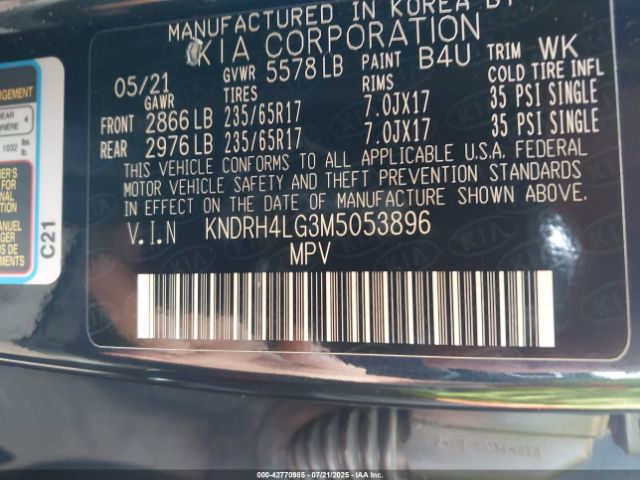 MANUFACTURED IN KOREA BY
KIA CORPORATION
05/21 GVWR 5578 LB PAINT B4U TRIM WK
GAWR TIRES RIMS COLD TIRE INFL
FRONT 2866 LB 235/65R17 7.0JX17 35 PSI SINGLE
REAR 2976 LB 235/65R17 7.0JX17 35 PSI SINGLE
THIS VEHICLE CONFORMS TO ALL APPLICABLE U.S.A. FEDERAL
MOTOR VEHICLE SAFETY AND THEFT PREVENTION STANDARDS
IN EFFECT ON THE DATE OF MANUFACTURE SHOWN ABOVE.
V.I.N KNDRH4LG3M5053896
MPV
4
1032 lbs.
C21
000-42770985 - 07/21/2025 - IAA Inc.